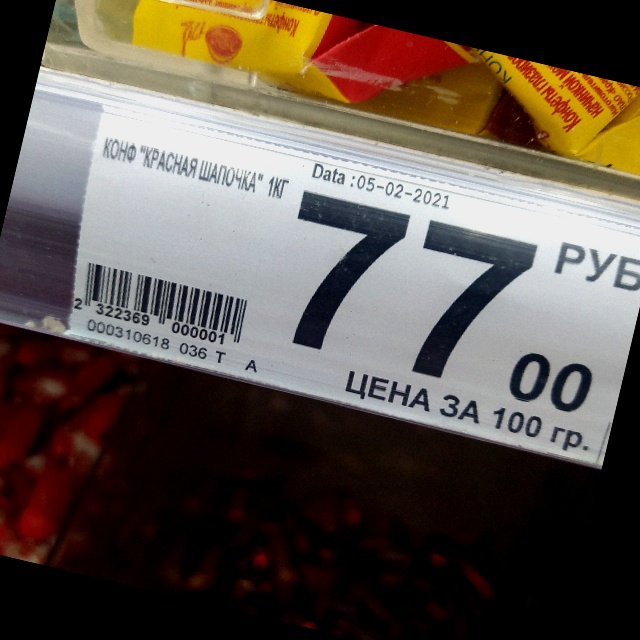 КОНФ "КРАСНАЯ ШАПОЧКА" 1КГ
Data :05-02-2021
77 00
РУБ
2 322368 000001
000310618 036 Т А
ЦЕНА ЗА 100 гр.